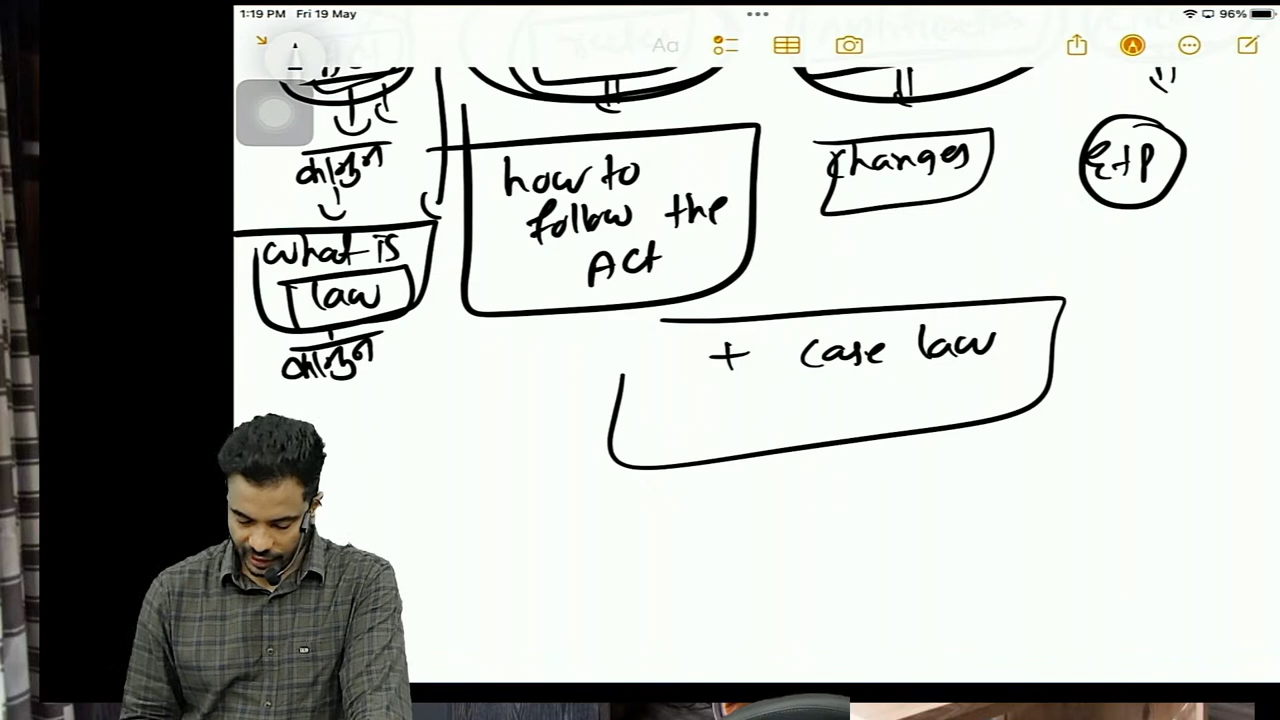 1:19 PM Fri 19 May
96%
Aa
कानून
how to
follow the
Act
changes
what is
law
कानून
+ case law